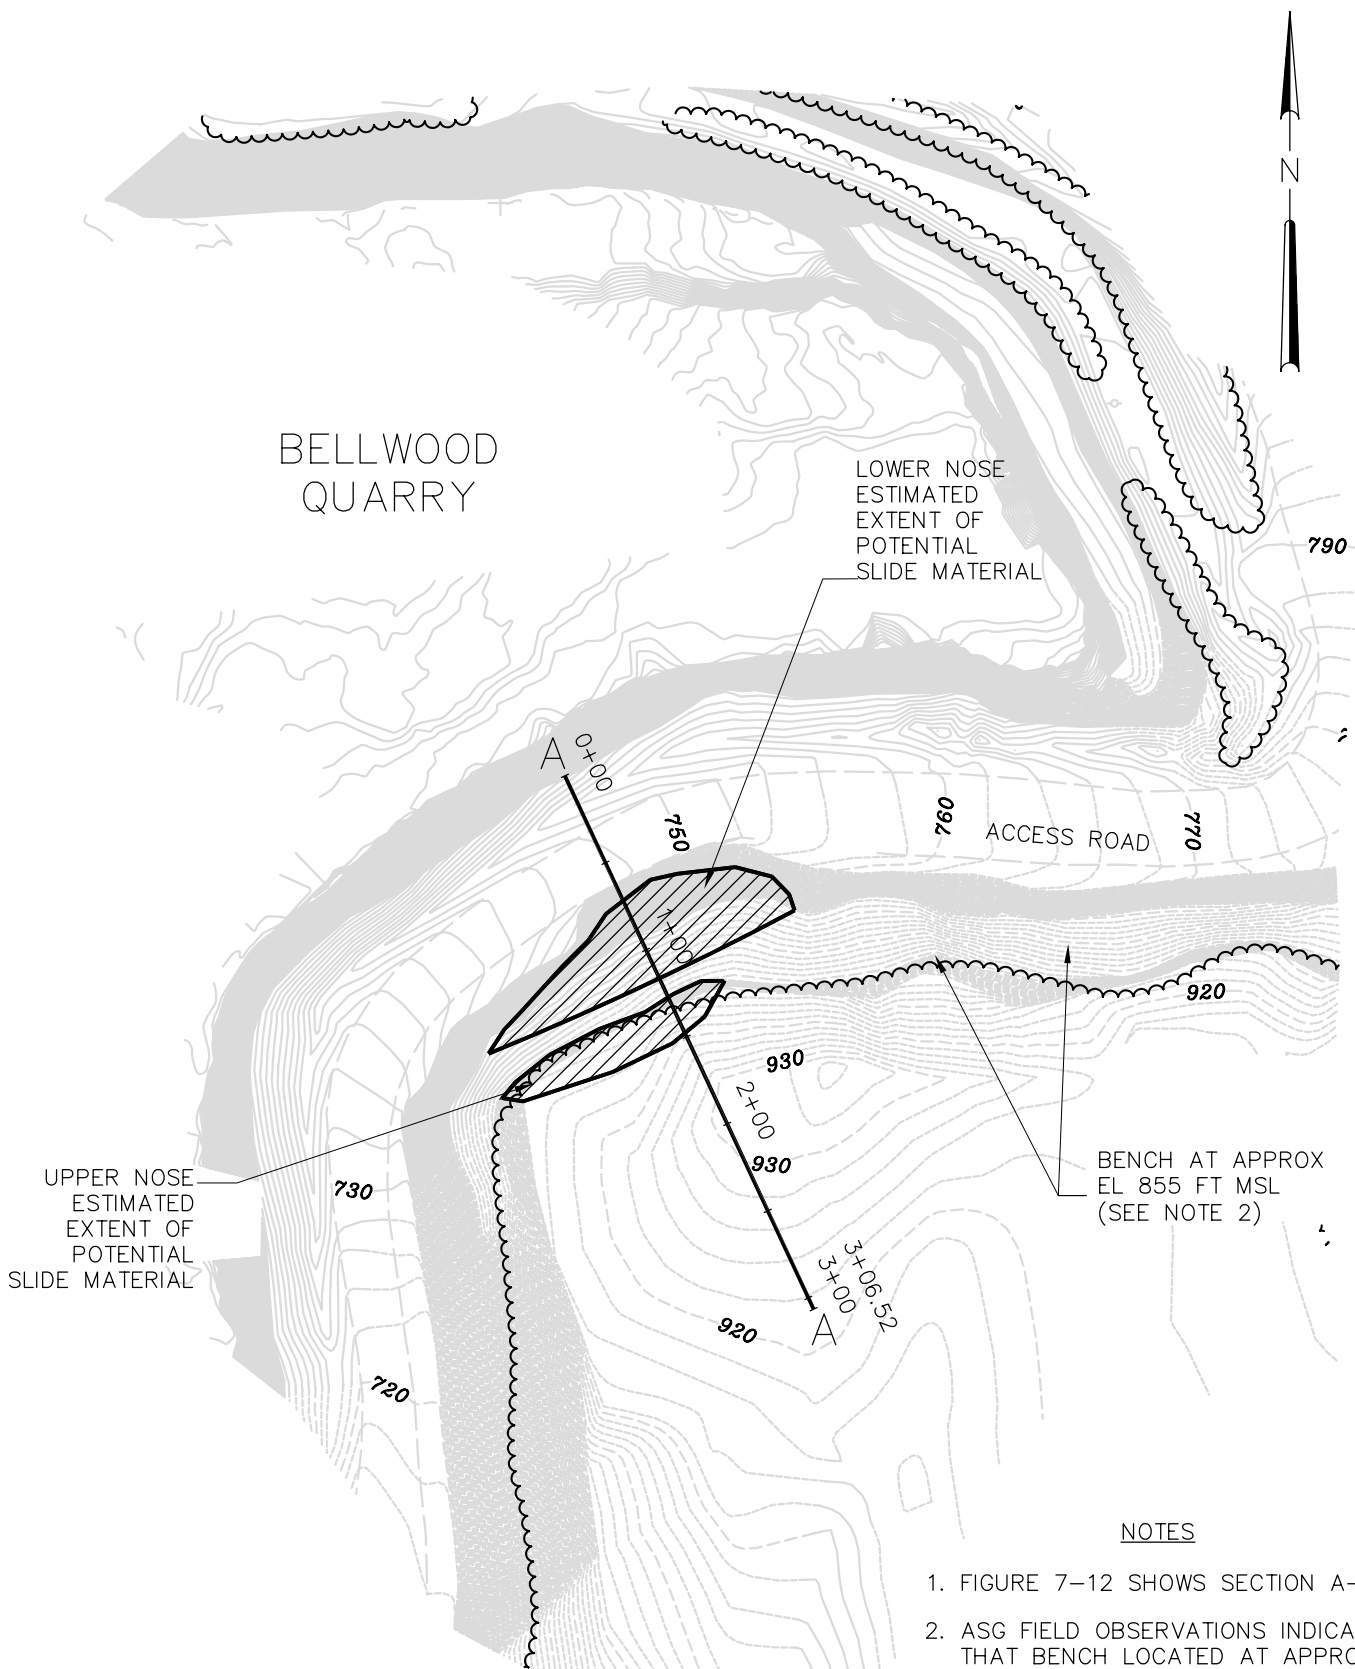 N
BELLWOOD
QUARRY
LOWER NOSE
ESTIMATED
EXTENT OF
POTENTIAL
SLIDE MATERIAL
790
A
0+00
750
760
ACCESS ROAD
770
1+00
920
930
2+00
930
BENCH AT APPROX
EL 855 FT MSL
(SEE NOTE 2)
UPPER NOSE
ESTIMATED
EXTENT OF
POTENTIAL
SLIDE MATERIAL
730
3+06.52
3+00
A
920
720
NOTES
1. FIGURE 7-12 SHOWS SECTION A-
2. ASG FIELD OBSERVATIONS INDICA
THAT BENCH LOCATED AT APPRO